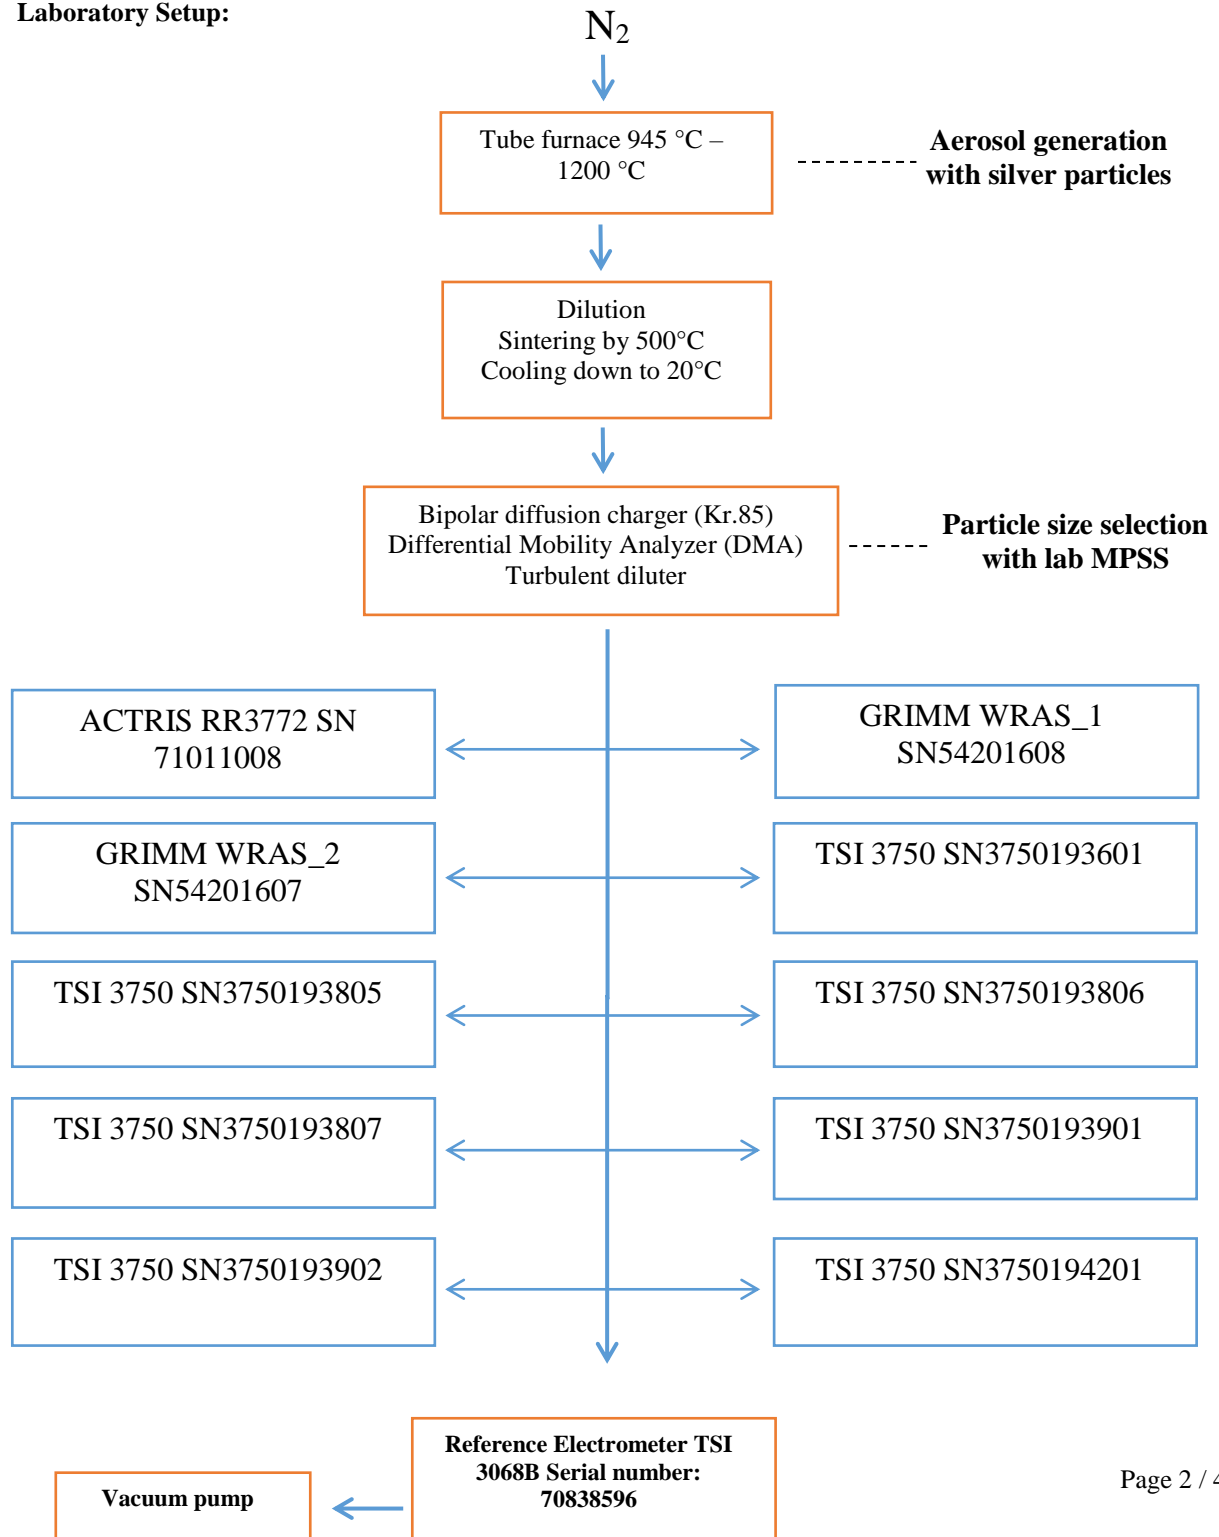 Laboratory Setup:
N₂
Tube furnace 945 °C –
1200 °C
Aerosol generation
with silver particles
Dilution
Sintering by 500°C
Cooling down to 20°C
Bipolar diffusion charger (Kr.85)
Differential Mobility Analyzer (DMA)
Turbulent diluter
Particle size selection
with lab MPSS
ACTRIS RR3772 SN
71011008
GRIMM WRAS_1
SN54201608
GRIMM WRAS_2
SN54201607
TSI 3750 SN3750193601
TSI 3750 SN3750193805
TSI 3750 SN3750193806
TSI 3750 SN3750193807
TSI 3750 SN3750193901
TSI 3750 SN3750193902
TSI 3750 SN3750194201
Reference Electrometer TSI
3068B Serial number:
70838596
Vacuum pump
Page 2 / 4